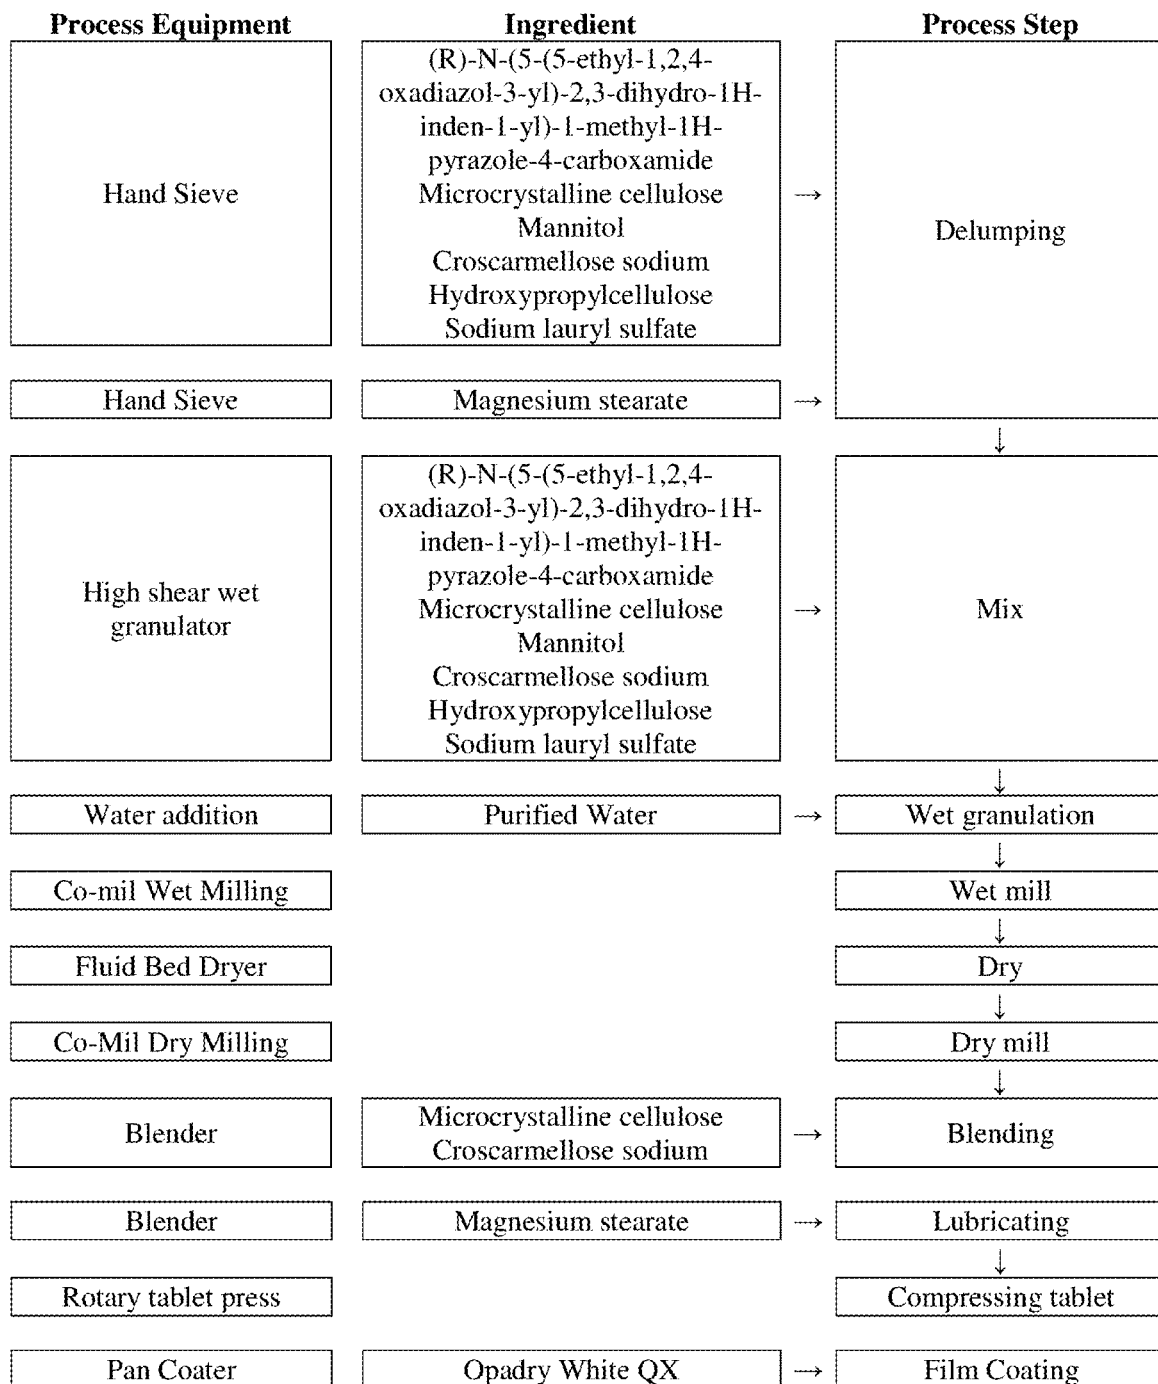 Process Equipment Ingredient Process Step
(R)-N-(5-(5-ethyl-1,2,4-
oxadiazol-3-yl)-2,3-dihydro-1H-
inden-1-yl)-1-methyl-1H-
pyrazole-4-carboxamide
Hand Sieve Microcrystalline cellulose →
Mannitol Delumping
Croscarmellose sodium
Hydroxypropylcellulose
Sodium lauryl sulfate
Hand Sieve Magnesium stearate →
↓
(R)-N-(5-(5-ethyl-1,2,4-
oxadiazol-3-yl)-2,3-dihydro-1H-
inden-1-yl)-1-methyl-1H-
pyrazole-4-carboxamide
High shear wet
granulator Microcrystalline cellulose → Mix
Mannitol
Croscarmellose sodium
Hydroxypropylcellulose
Sodium lauryl sulfate
↓
Water addition Purified Water → Wet granulation
↓
Co-mil Wet Milling Wet mill
↓
Fluid Bed Dryer Dry
↓
Co-Mil Dry Milling Dry mill
↓
Blender Microcrystalline cellulose
Croscarmellose sodium → Blending
↓
Blender Magnesium stearate → Lubricating
↓
Rotary tablet press Compressing tablet
Pan Coater Opadry White QX → Film Coating